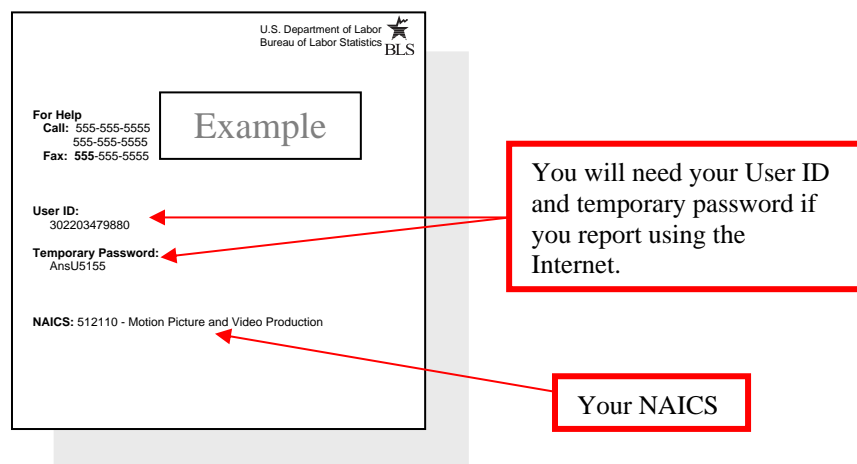 U.S. Department of Labor
Bureau of Labor Statistics
BLS
For Help
Call: 555-555-5555
555-555-5555
Fax: 555-555-5555
Example
User ID:
302203479880
Temporary Password:
AnsU5155
NAICS: 512110 - Motion Picture and Video Production
You will need your User ID
and temporary password if
you report using the
Internet.
Your NAICS